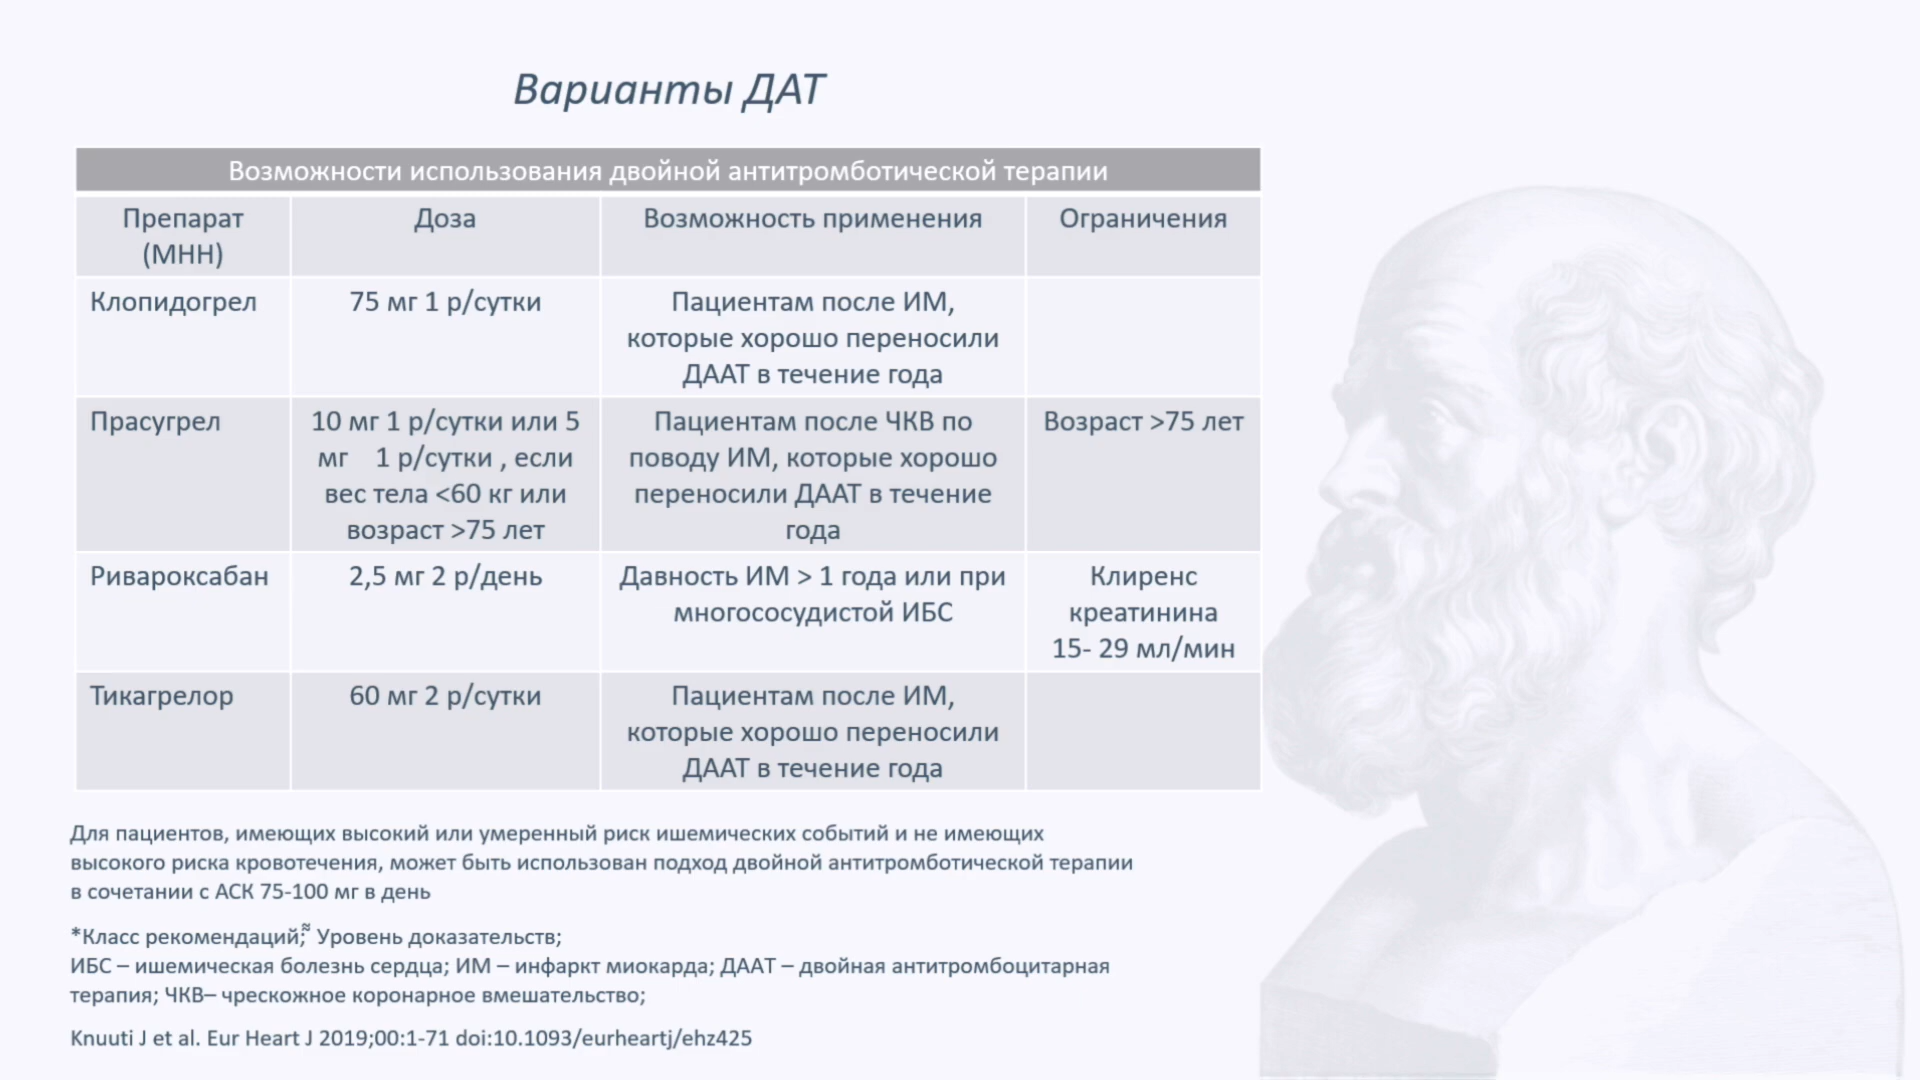 Варианты ДАТ
Возможности использования двойной антитромботической терапии
Препарат
(МНН)
Доза
Возможность применения
Ограничения
Клопидогрел
75 мг 1 р/сутки
Пациентам после ИМ,
которые хорошо переносили
ДААТ в течение года
Прасугрел
10 мг 1 р/сутки или 5
мг 1 р/сутки , если
вес тела <60 кг или
возраст >75 лет
Пациентам после ЧКВ по
поводу ИМ, которые хорошо
переносили ДААТ в течение
года
Возраст >75 лет
Ривароксабан
2,5 мг 2 р/день
Давность ИМ > 1 года или при
многососудистой ИБС
Клиренс
креатинина
15- 29 мл/мин
Тикагрелор
60 мг 2 р/сутки
Пациентам после ИМ,
которые хорошо переносили
ДААТ в течение года
Для пациентов, имеющих высокий или умеренный риск ишемических событий и не имеющих
высокого риска кровотечения, может быть использован подход двойной антитромботической терапии
в сочетании с АСК 75-100 мг в день
*Класс рекомендаций;≈ Уровень доказательств;
ИБС – ишемическая болезнь сердца; ИМ – инфаркт миокарда; ДААТ – двойная антитромбоцитарная
терапия; ЧКВ– чрескожное коронарное вмешательство;
Knuuti J et al. Eur Heart J 2019;00:1-71 doi:10.1093/eurheartj/ehz425